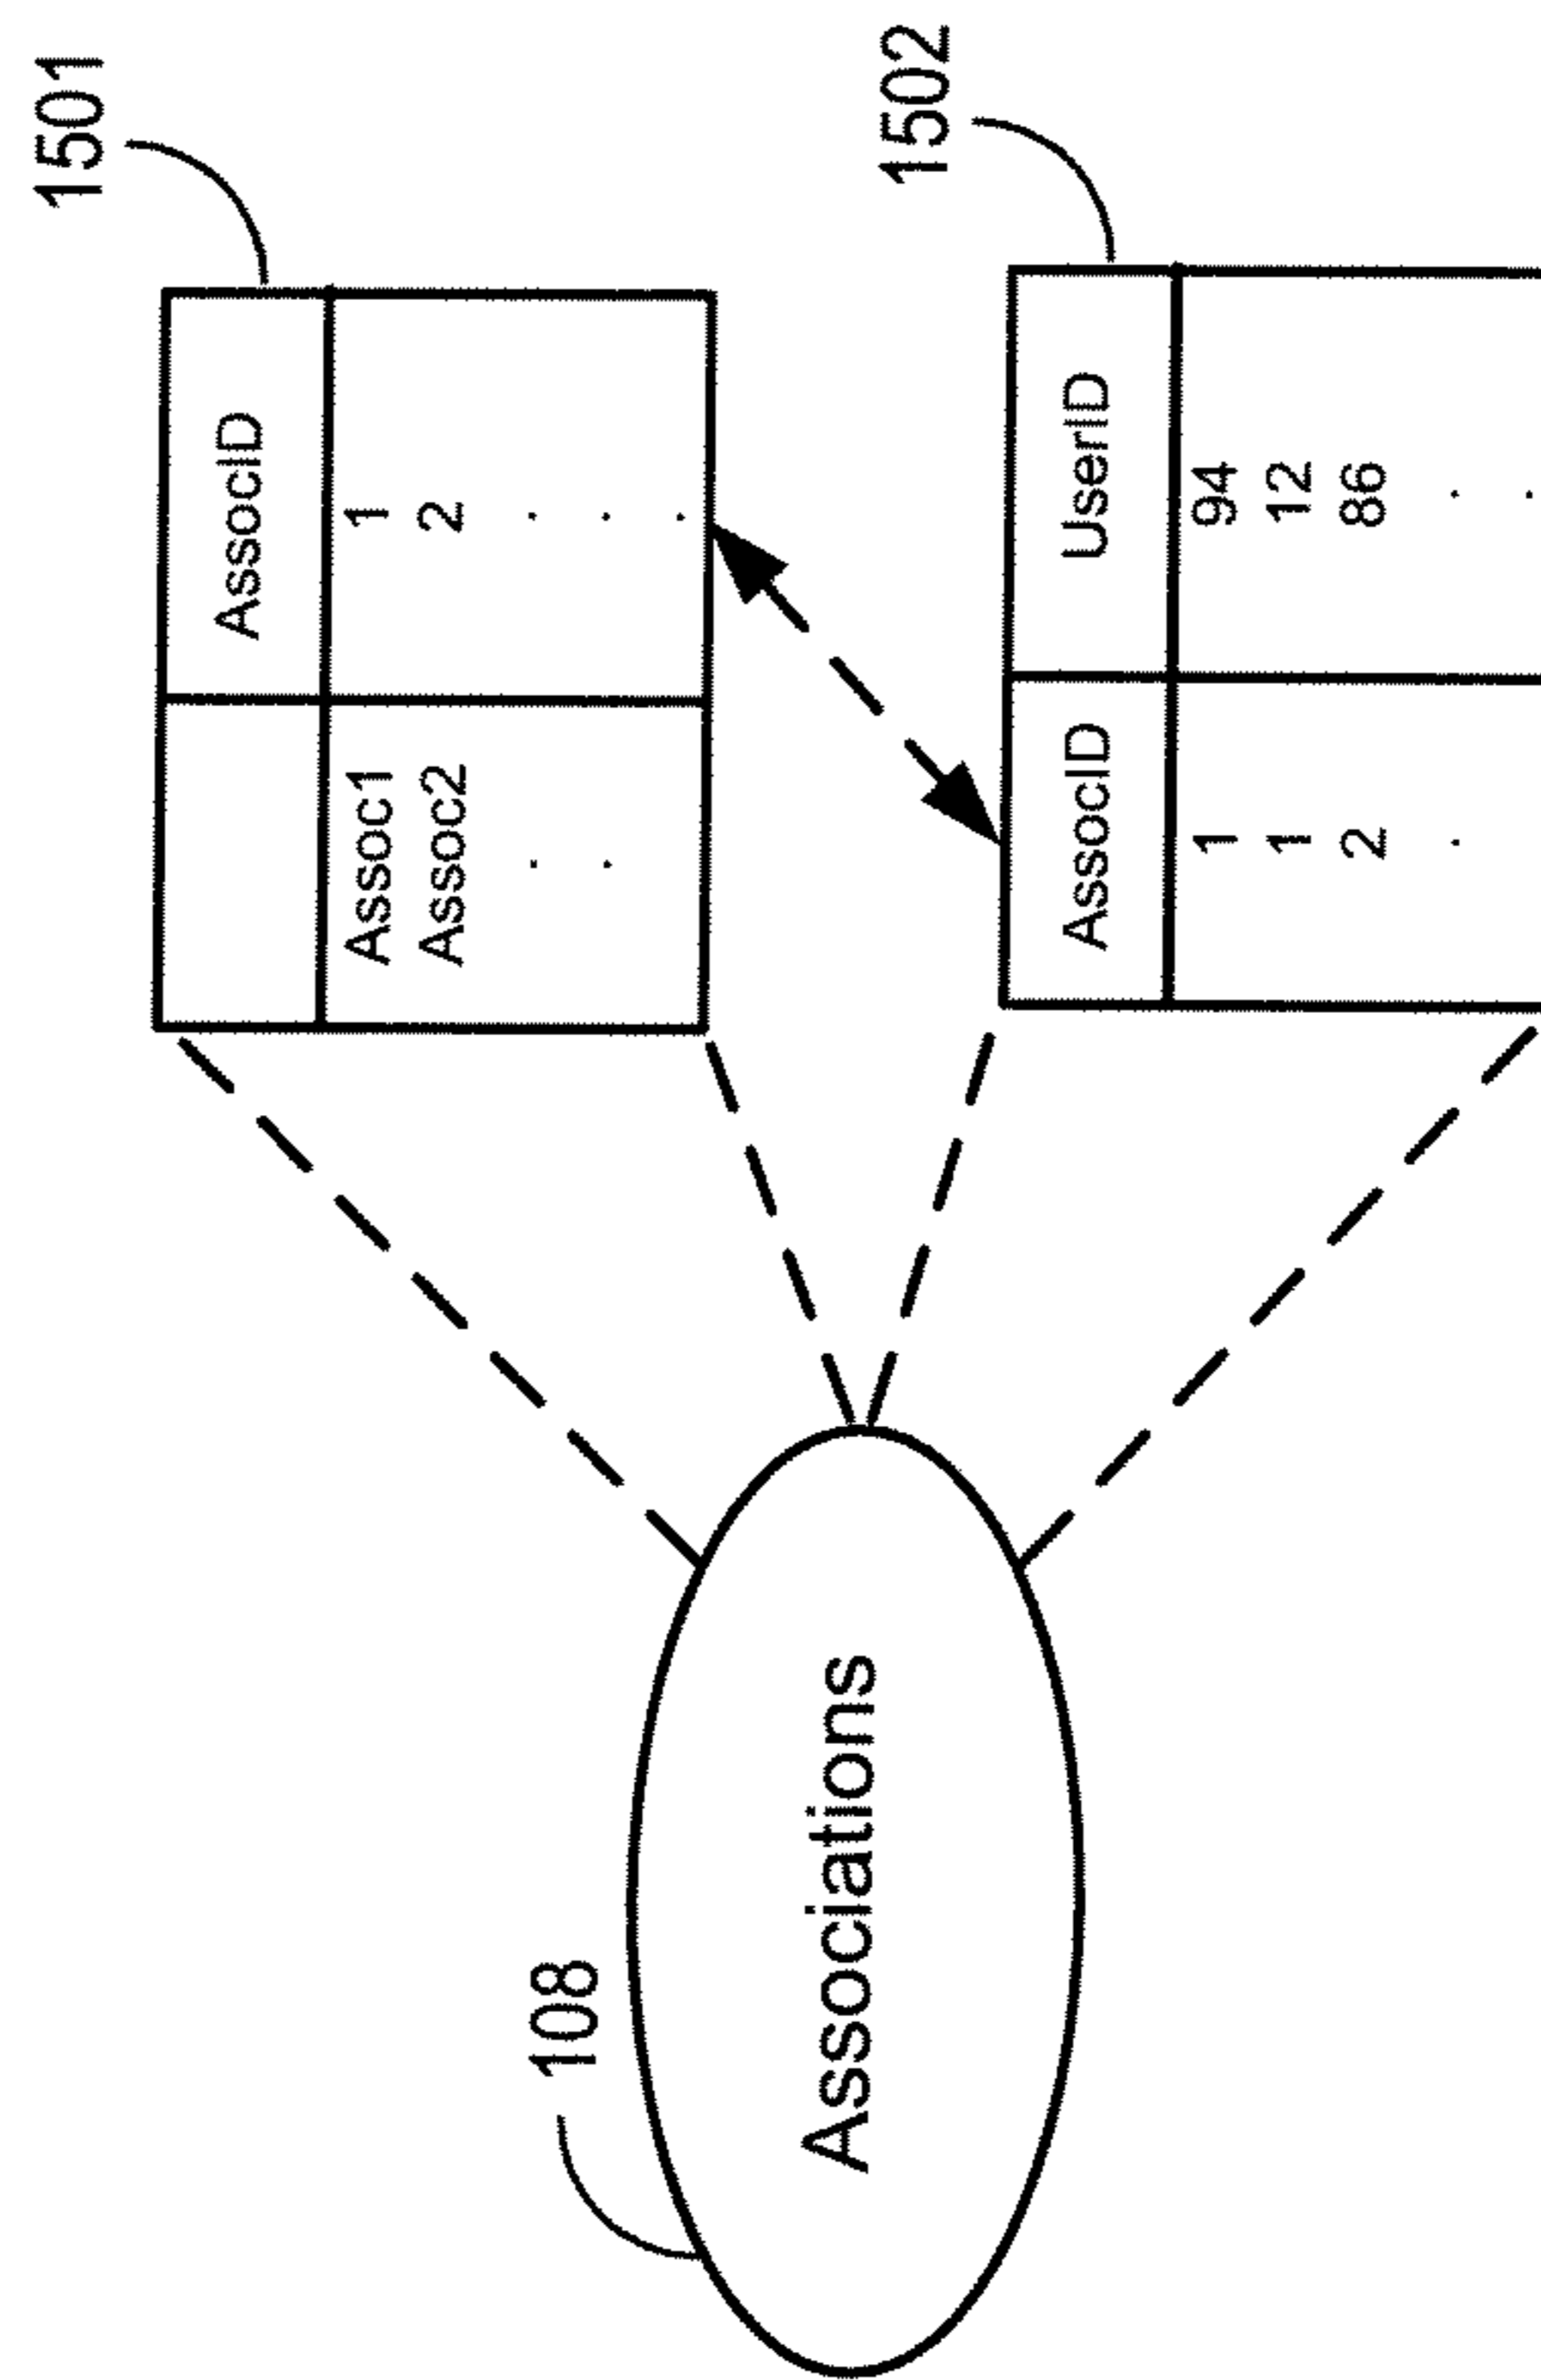 1501
AssocID
Assoc1 1
Assoc2 2
. .
. .
.
108
Associations
1502
AssocID UserID
1 94
1 12
2 86
. .
.